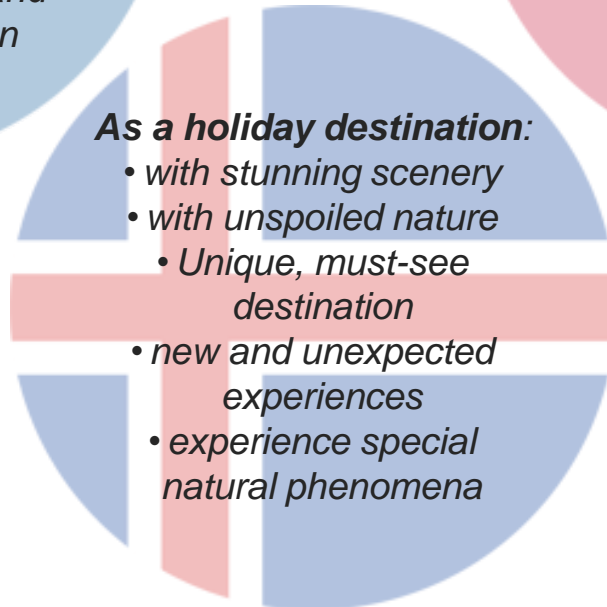 n
As a holiday destination:
• with stunning scenery
• with unspoiled nature
• Unique, must-see
destination
• new and unexpected
experiences
• experience special
natural phenomena